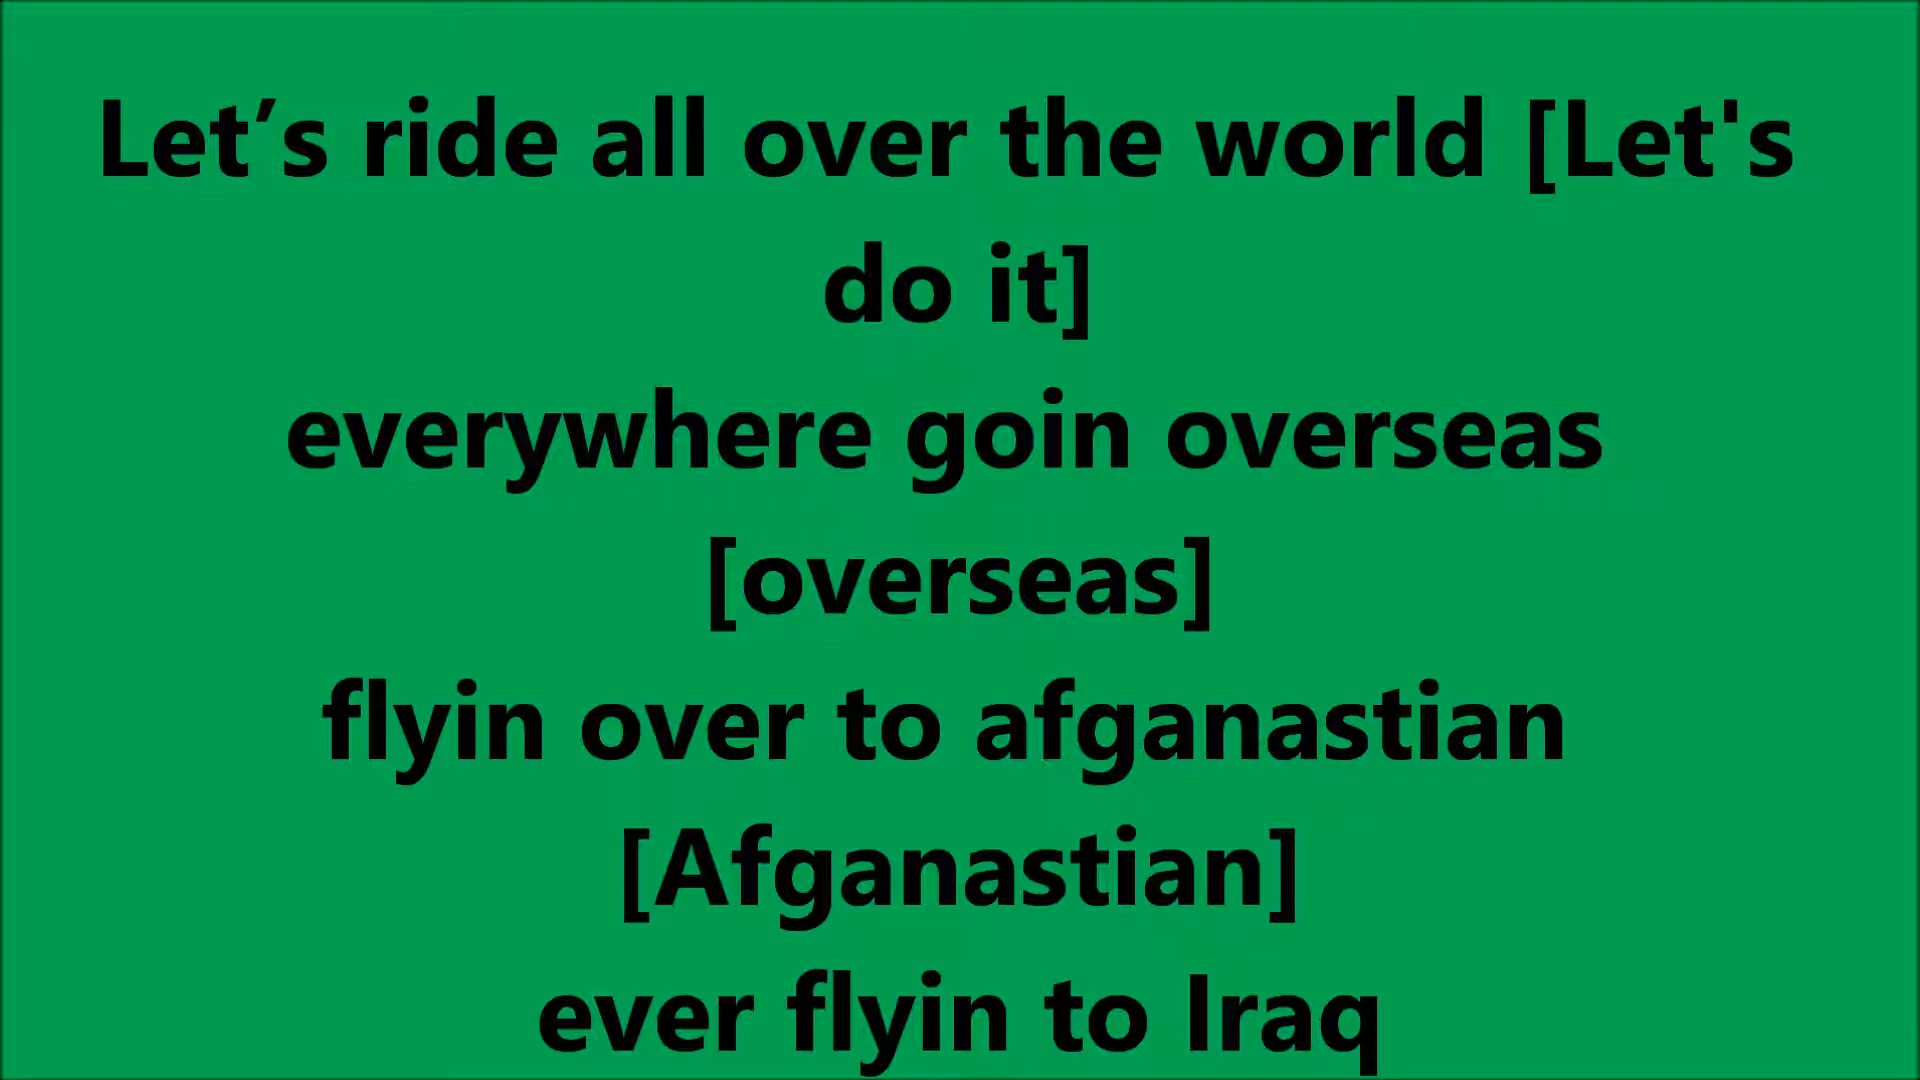 Let’s ride all over the world [Let's
do it]
everywhere goin overseas
[overseas]
flyin over to afganastian
[Afganastian]
ever flyin to Iraq